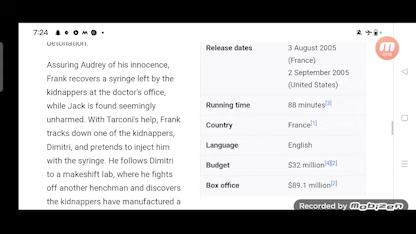 7:24
detonation.
Assuring Audrey of his innocence,
Frank recovers a syringe left by the
kidnappers at the doctor's office,
while Jack is found seemingly
unharmed. With Tarconi's help, Frank
tracks down one of the kidnappers,
Dimitri, and pretends to inject him
with the syringe. He follows Dimitri
to a makeshift lab, where he fights
off another henchman and discovers
the kidnappers have manufactured a
Release dates 3 August 2005
(France)
2 September 2005
(United States)
Running time 88 minutes[3]
Country France[1]
Language English
Budget $32 million[4][2]
Box office $89.1 million[2]
Recorded by Mobizen